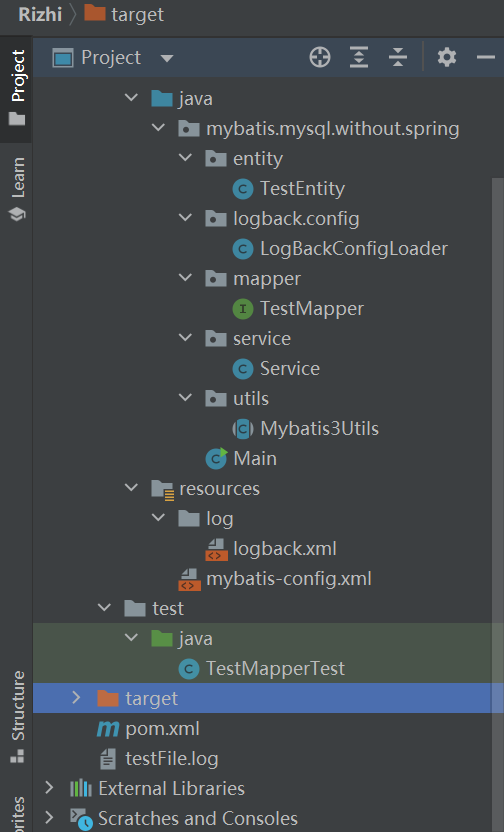 Rizhi target
Project
Project
java
mybatis.mysql.without.spring
entity
TestEntity
Learn
logback.config
LogBackConfigLoader
mapper
TestMapper
service
Service
utils
Mybatis3Utils
Main
resources
log
logback.xml
mybatis-config.xml
test
java
TestMapperTest
Structure
target
pom.xml
testFile.log
External Libraries
Scratches and Consoles